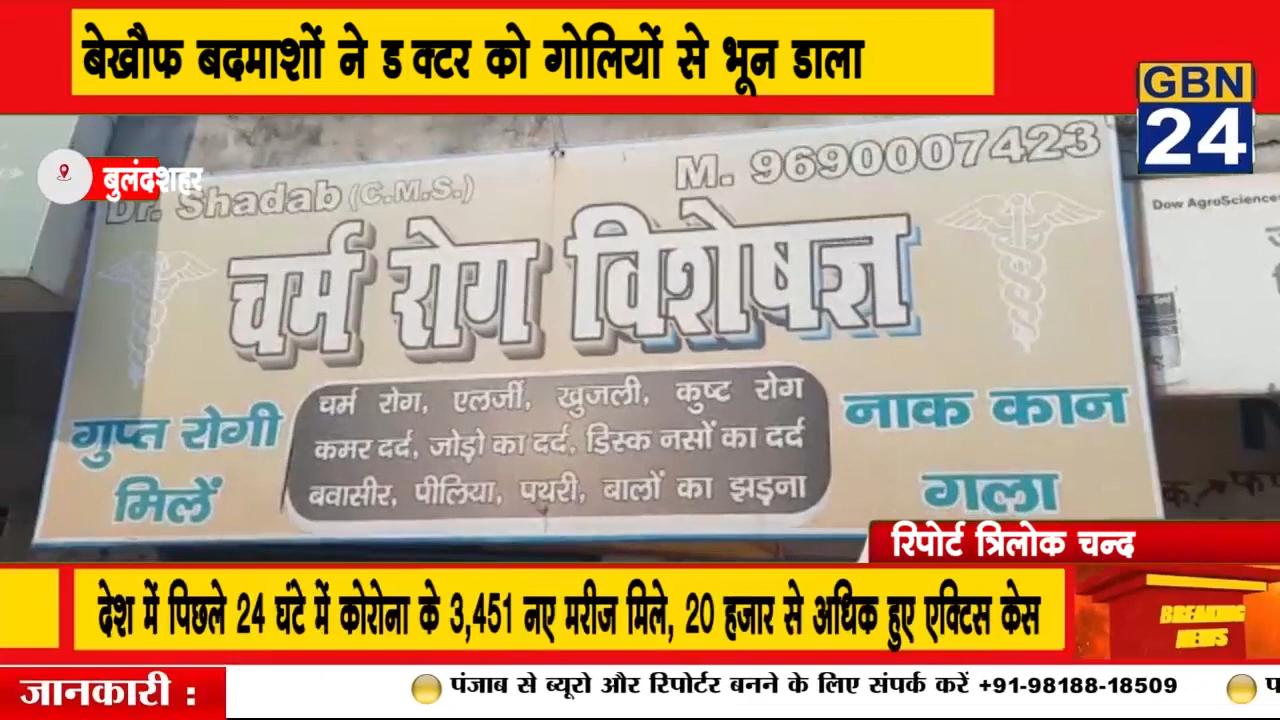 बेखौफ बदमाशों ने ड क्टर को गोलियों से भून डाला
GBN
24
बुलंदशहर
Dr. Shadab (C.M.S.)
M. 9690007423
चर्म रोग विशेषज्ञ
Dow AgroScience
गुप्त रोगी
मिलें
चर्म रोग, एलर्जी, खुजली, कुष्ट रोग
कमर दर्द, जोड़ो का दर्द, डिस्क नसों का दर्द
बवासीर, पीलिया, पथरी, बालों का झड़ना
नाक कान
गला
रिपोर्ट त्रिलोक चन्द
देश में पिछले 24 घंटे में कोरोना के 3,451 नए मरीज मिले, 20 हजार से अधिक हुए एक्टिस केस
BREAKING
NEWS
जानकारी :
पंजाब से ब्यूरो और रिपोर्टर बनने के लिए संपर्क करें +91-98188-18509